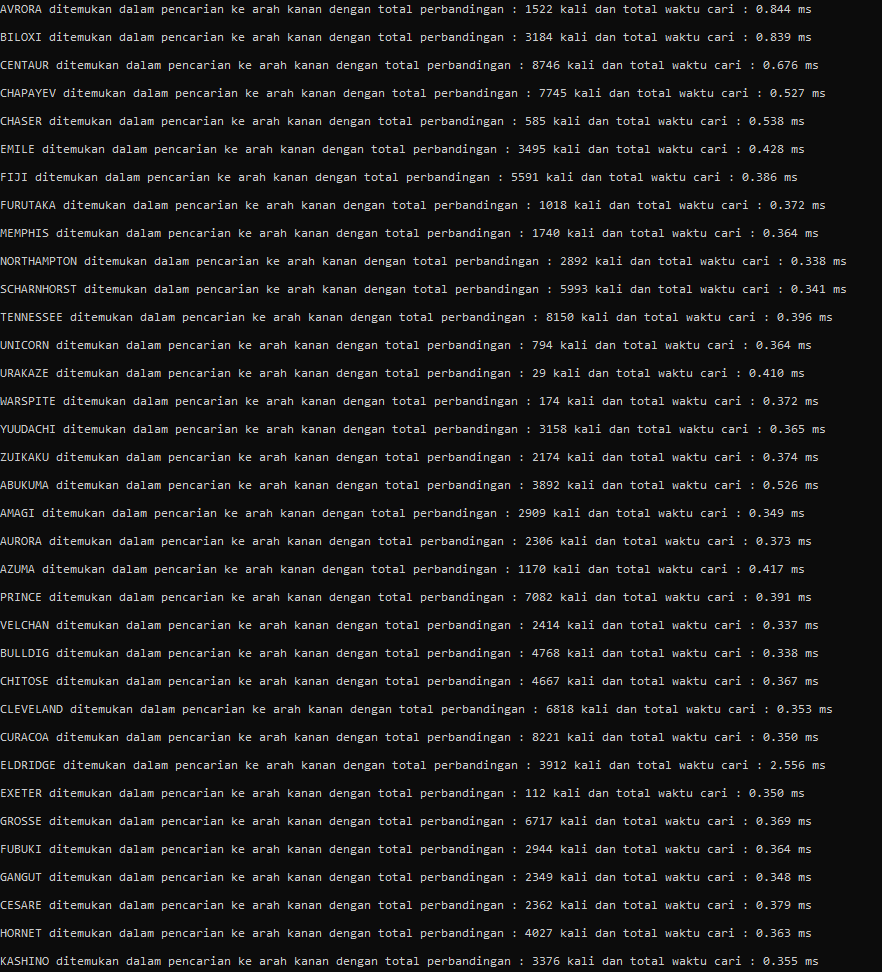 AVRORA ditemukan dalam pencarian ke arah kanan dengan total perbandingan : 1522 kali dan total waktu cari : 0.844 ms
BILOXI ditemukan dalam pencarian ke arah kanan dengan total perbandingan : 3184 kali dan total waktu cari : 0.839 ms
CENTAUR ditemukan dalam pencarian ke arah kanan dengan total perbandingan : 8746 kali dan total waktu cari : 0.676 ms
CHAPAYEV ditemukan dalam pencarian ke arah kanan dengan total perbandingan : 7745 kali dan total waktu cari : 0.527 ms
CHASER ditemukan dalam pencarian ke arah kanan dengan total perbandingan : 585 kali dan total waktu cari : 0.538 ms
EMILE ditemukan dalam pencarian ke arah kanan dengan total perbandingan : 3495 kali dan total waktu cari : 0.428 ms
FIJI ditemukan dalam pencarian ke arah kanan dengan total perbandingan : 5591 kali dan total waktu cari : 0.386 ms
FURUTAKA ditemukan dalam pencarian ke arah kanan dengan total perbandingan : 1018 kali dan total waktu cari : 0.372 ms
MEMPHIS ditemukan dalam pencarian ke arah kanan dengan total perbandingan : 1740 kali dan total waktu cari : 0.364 ms
NORTHAMPTON ditemukan dalam pencarian ke arah kanan dengan total perbandingan : 2892 kali dan total waktu cari : 0.338 ms
SCHARNHORST ditemukan dalam pencarian ke arah kanan dengan total perbandingan : 5993 kali dan total waktu cari : 0.341 ms
TENNESSEE ditemukan dalam pencarian ke arah kanan dengan total perbandingan : 8150 kali dan total waktu cari : 0.396 ms
UNICORN ditemukan dalam pencarian ke arah kanan dengan total perbandingan : 794 kali dan total waktu cari : 0.364 ms
URAKAZE ditemukan dalam pencarian ke arah kanan dengan total perbandingan : 29 kali dan total waktu cari : 0.410 ms
WARSPITE ditemukan dalam pencarian ke arah kanan dengan total perbandingan : 174 kali dan total waktu cari : 0.372 ms
YUUDACHI ditemukan dalam pencarian ke arah kanan dengan total perbandingan : 3158 kali dan total waktu cari : 0.365 ms
ZUIKAKU ditemukan dalam pencarian ke arah kanan dengan total perbandingan : 2174 kali dan total waktu cari : 0.374 ms
ABUKUMA ditemukan dalam pencarian ke arah kanan dengan total perbandingan : 3892 kali dan total waktu cari : 0.526 ms
AMAGI ditemukan dalam pencarian ke arah kanan dengan total perbandingan : 2909 kali dan total waktu cari : 0.349 ms
AURORA ditemukan dalam pencarian ke arah kanan dengan total perbandingan : 2306 kali dan total waktu cari : 0.373 ms
AZUMA ditemukan dalam pencarian ke arah kanan dengan total perbandingan : 1170 kali dan total waktu cari : 0.417 ms
PRINCE ditemukan dalam pencarian ke arah kanan dengan total perbandingan : 7082 kali dan total waktu cari : 0.391 ms
VELCHAN ditemukan dalam pencarian ke arah kanan dengan total perbandingan : 2414 kali dan total waktu cari : 0.337 ms
BULLDIG ditemukan dalam pencarian ke arah kanan dengan total perbandingan : 4768 kali dan total waktu cari : 0.338 ms
CHITOSE ditemukan dalam pencarian ke arah kanan dengan total perbandingan : 4667 kali dan total waktu cari : 0.367 ms
CLEVELAND ditemukan dalam pencarian ke arah kanan dengan total perbandingan : 6818 kali dan total waktu cari : 0.353 ms
CURACOA ditemukan dalam pencarian ke arah kanan dengan total perbandingan : 8221 kali dan total waktu cari : 0.350 ms
ELDRIDGE ditemukan dalam pencarian ke arah kanan dengan total perbandingan : 3912 kali dan total waktu cari : 2.556 ms
EXETER ditemukan dalam pencarian ke arah kanan dengan total perbandingan : 112 kali dan total waktu cari : 0.350 ms
GROSSE ditemukan dalam pencarian ke arah kanan dengan total perbandingan : 6717 kali dan total waktu cari : 0.369 ms
FUBUKI ditemukan dalam pencarian ke arah kanan dengan total perbandingan : 2944 kali dan total waktu cari : 0.364 ms
GANGUT ditemukan dalam pencarian ke arah kanan dengan total perbandingan : 2349 kali dan total waktu cari : 0.348 ms
CESARE ditemukan dalam pencarian ke arah kanan dengan total perbandingan : 2362 kali dan total waktu cari : 0.379 ms
HORNET ditemukan dalam pencarian ke arah kanan dengan total perbandingan : 4027 kali dan total waktu cari : 0.363 ms
KASHINO ditemukan dalam pencarian ke arah kanan dengan total perbandingan : 3376 kali dan total waktu cari : 0.355 ms